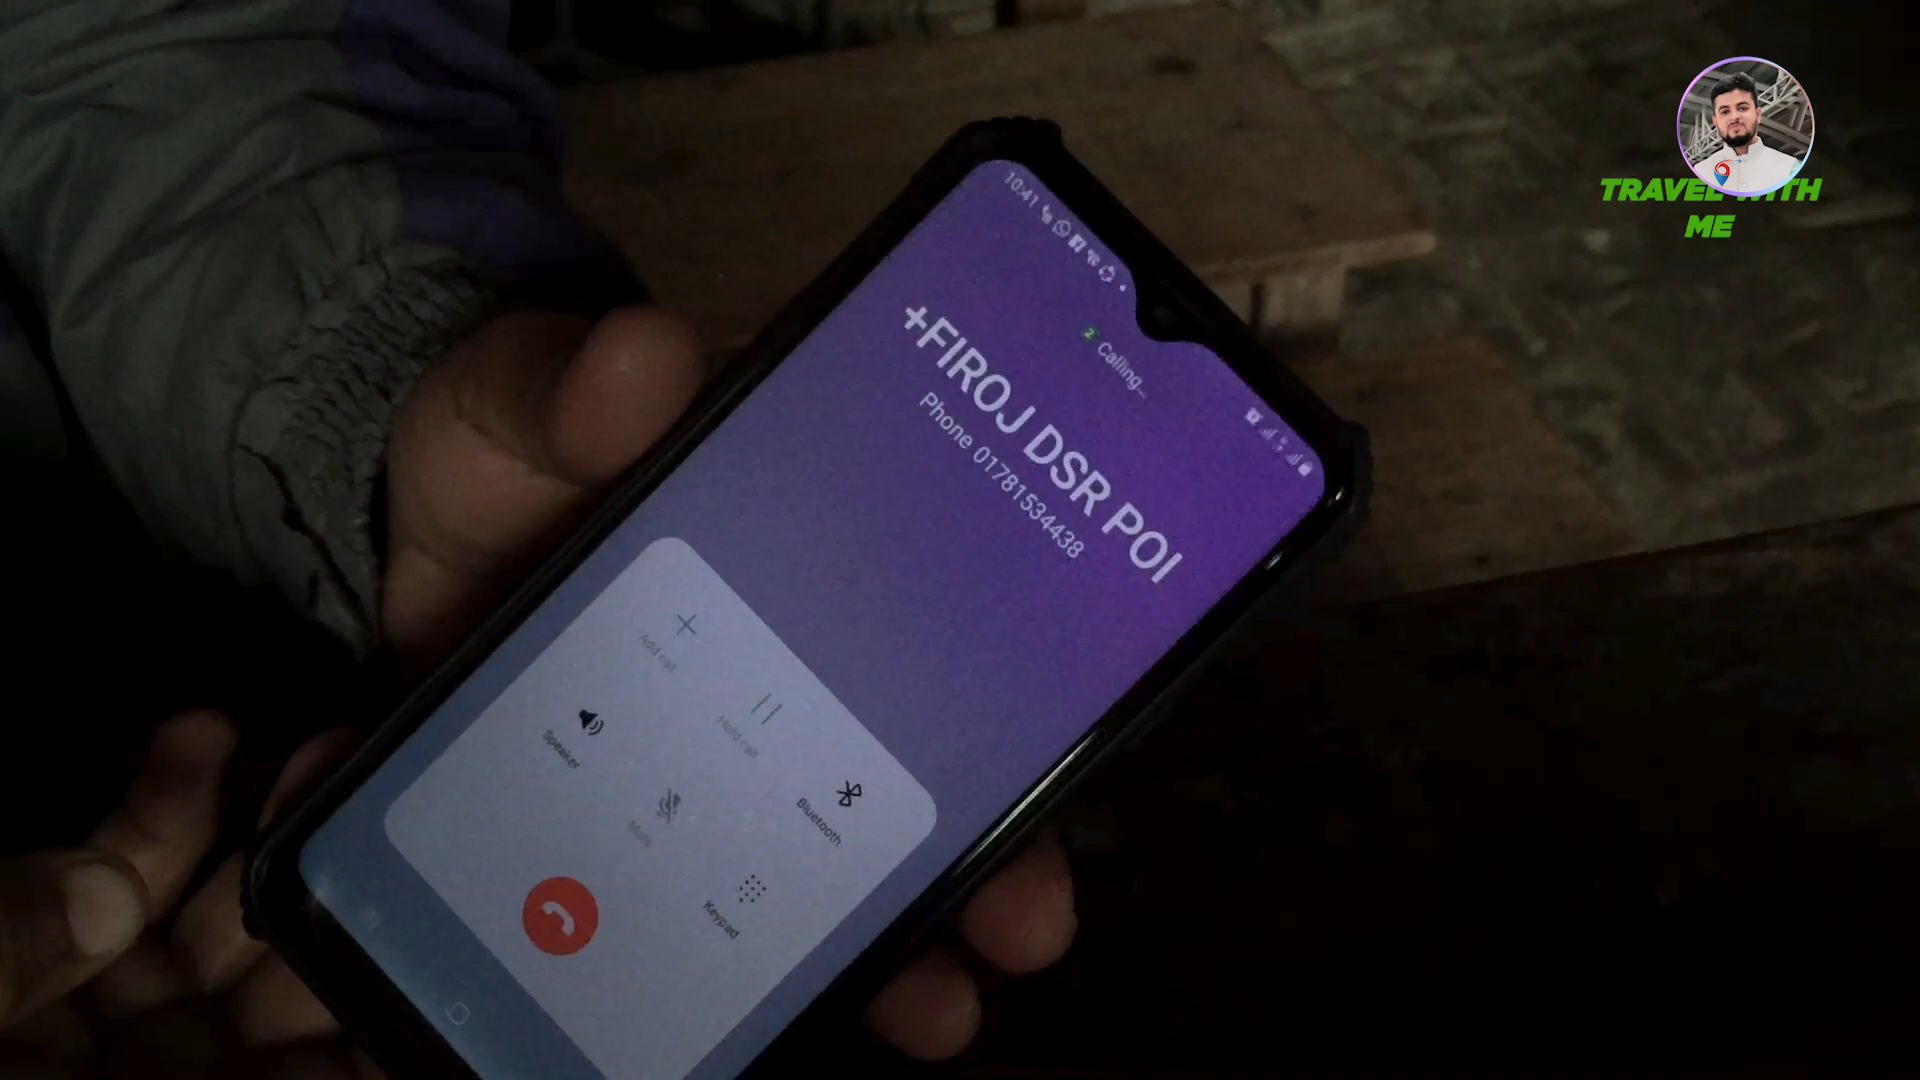 TRAVEL WITH
ME
10:41
2 Calling...
+FIROJ DSR POI
Phone 01781534438
Add call
Hold call
Bluetooth
Speaker
Mute
Keypad